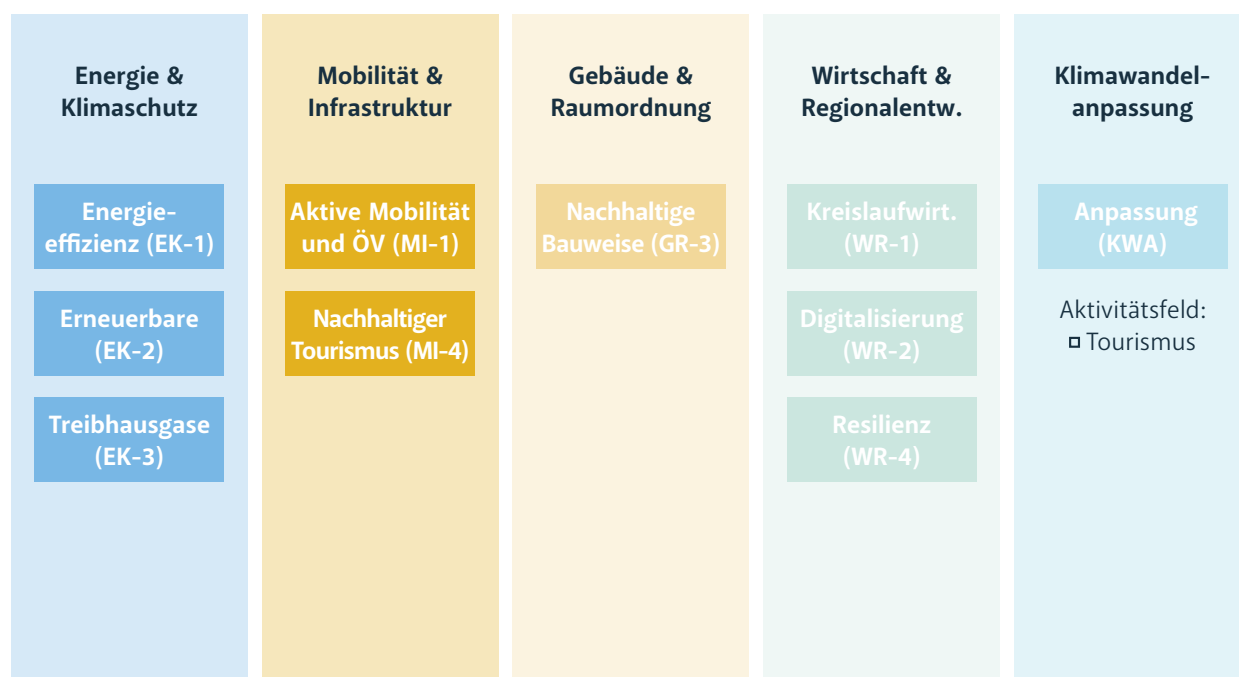 Energie &
Klimaschutz
Energie-
effizienz (EK-1)
Erneuerbare
(EK-2)
Treibhausgase
(EK-3)
Mobilität &
Infrastruktur
Aktive Mobilität
und ÖV (MI-1)
Nachhaltiger
Tourismus (MI-4)
Gebäude &
Raumordnung
Nachhaltige
Bauweise (GR-3)
Wirtschaft &
Regionalentw.
Kreislaufwirt.
(WR-1)
Digitalisierung
(WR-2)
Resilienz
(WR-4)
Klimawandel-
anpassung
Anpassung
(KWA)
Aktivitätsfeld:
Tourismus